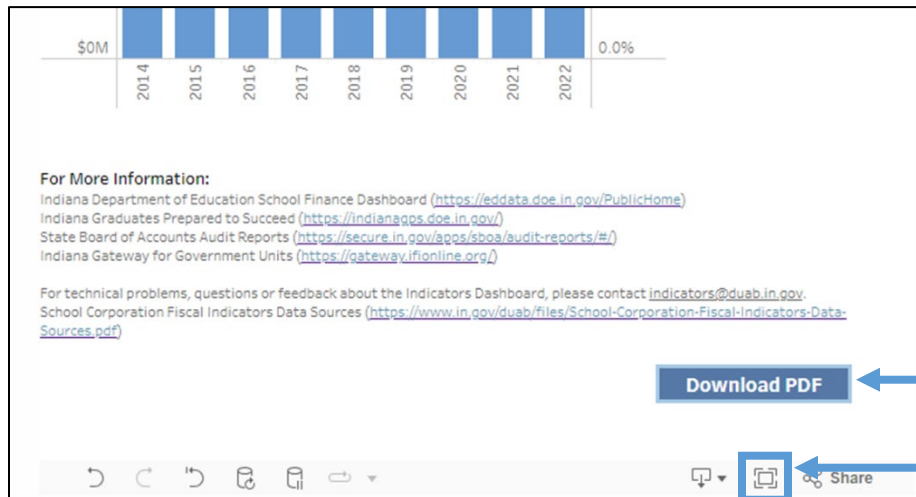 $0M
0.0%
2014 2015 2016 2017 2018 2019 2020 2021 2022
For More Information:
Indiana Department of Education School Finance Dashboard (https://eddata.doe.in.gov/PublicHome)
Indiana Graduates Prepared to Succeed (https://indianagps.doe.in.gov/)
State Board of Accounts Audit Reports (https://secure.in.gov/apps/sboa/audit-reports/#/)
Indiana Gateway for Government Units (https://gateway.ifionline.org/)
For technical problems, questions or feedback about the Indicators Dashboard, please contact indicators@duab.in.gov.
School Corporation Fiscal Indicators Data Sources (https://www.in.gov/duab/files/School-Corporation-Fiscal-Indicators-Data-
Sources.pdf)
Download PDF
Share